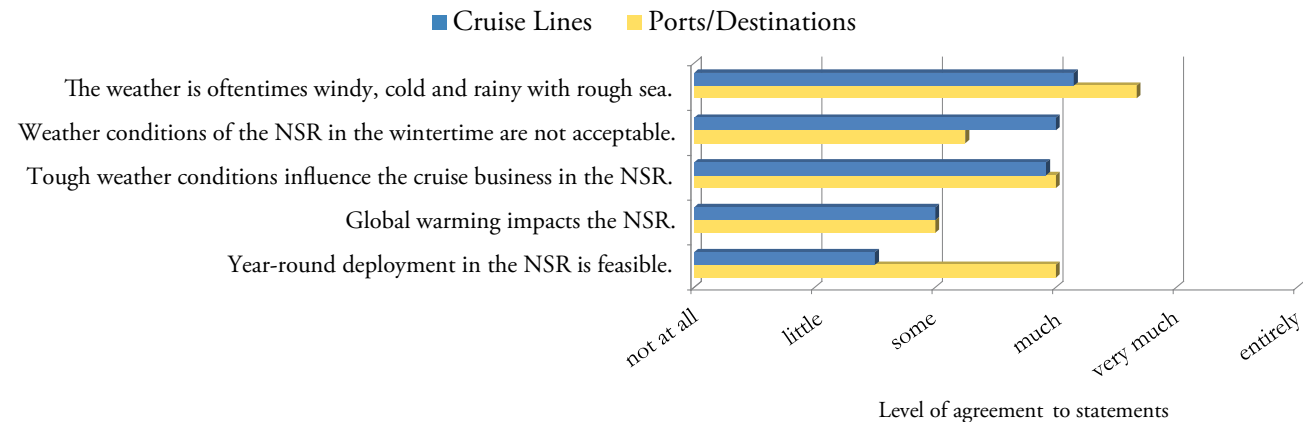 Cruise Lines Ports/Destinations
The weather is oftentimes windy, cold and rainy with rough sea.
Weather conditions of the NSR in the wintertime are not acceptable.
Tough weather conditions influence the cruise business in the NSR.
Global warming impacts the NSR.
Year-round deployment in the NSR is feasible.
not at all
little
some
much
very much
entirely
Level of agreement to statements